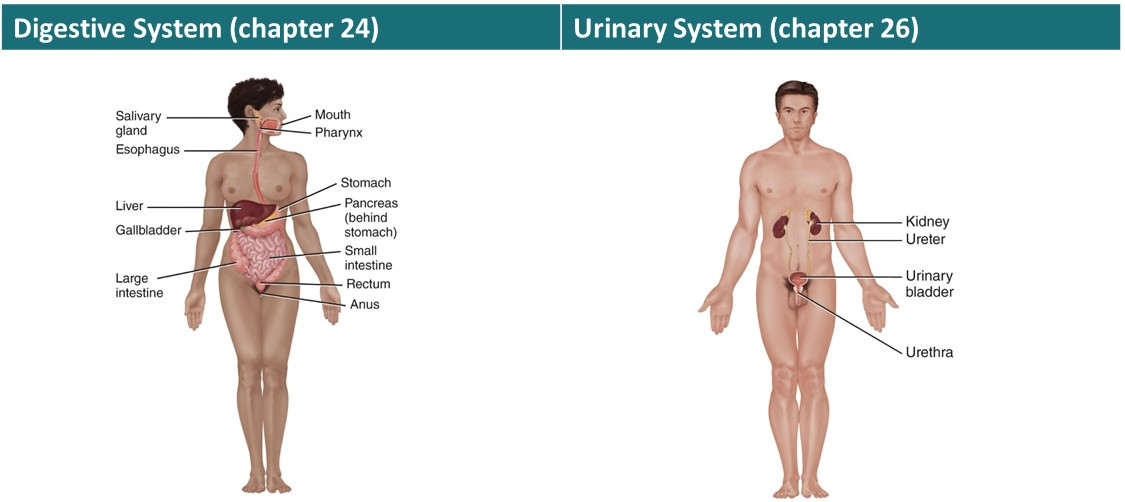 Digestive System (chapter 24)
Urinary System (chapter 26)
Salivary
gland
Esophagus
Liver
Gallbladder
Large
intestine
Mouth
Pharynx
Stomach
Pancreas
(behind
stomach)
Small
intestine
Rectum
Anus
Kidney
Ureter
Urinary
bladder
Urethra